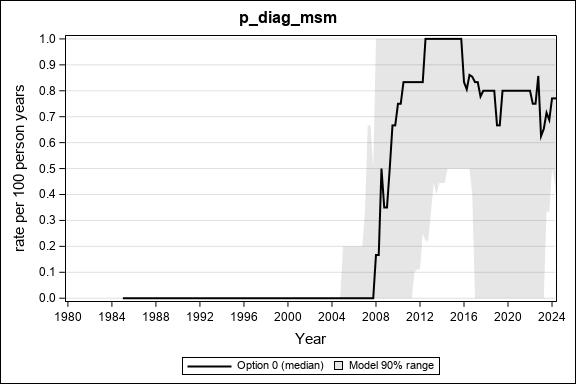 p_diag_msm
rate per 100 person years
1.0
0.9
0.8
0.7
0.6
0.5
0.4
0.3
0.2
0.1
0.0
1980 1984 1988 1992 1996 2000 2004 2008 2012 2016 2020 2024
Year
Option 0 (median) Model 90% range